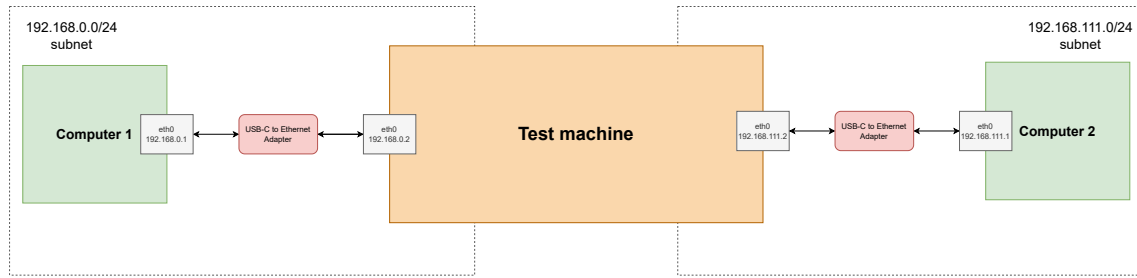 192.168.0.0/24
subnet
192.168.111.0/24
subnet
Computer 1
eth0
192.168.0.1
USB-C to Ethernet
Adapter
eth0
192.168.0.2
Test machine
eth0
192.168.111.2
USB-C to Ethernet
Adapter
eth0
192.168.111.1
Computer 2